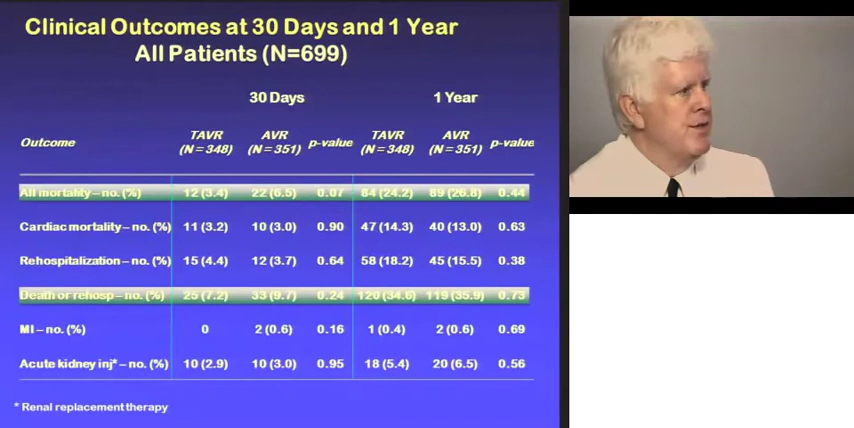 Clinical Outcomes at 30 Days and 1 Year
All Patients (N=699)
30 Days 1 Year
Outcome TAVR (N = 348) AVR (N = 351) p-value TAVR (N = 348) AVR (N = 351) p-value
All mortality – no. (%) 12 (3.4) 22 (6.5) 0.07 84 (24.2) 89 (26.8) 0.44
Cardiac mortality – no. (%) 11 (3.2) 10 (3.0) 0.90 47 (14.3) 40 (13.0) 0.63
Rehospitalization – no. (%) 15 (4.4) 12 (3.7) 0.64 58 (18.2) 45 (15.5) 0.38
Death or rehosp – no. (%) 25 (7.2) 33 (9.7) 0.24 120 (34.6) 119 (35.9) 0.73
MI – no. (%) 0 2 (0.6) 0.16 1 (0.4) 2 (0.6) 0.69
Acute kidney inj* – no. (%) 10 (2.9) 10 (3.0) 0.95 18 (5.4) 20 (6.5) 0.56
* Renal replacement therapy